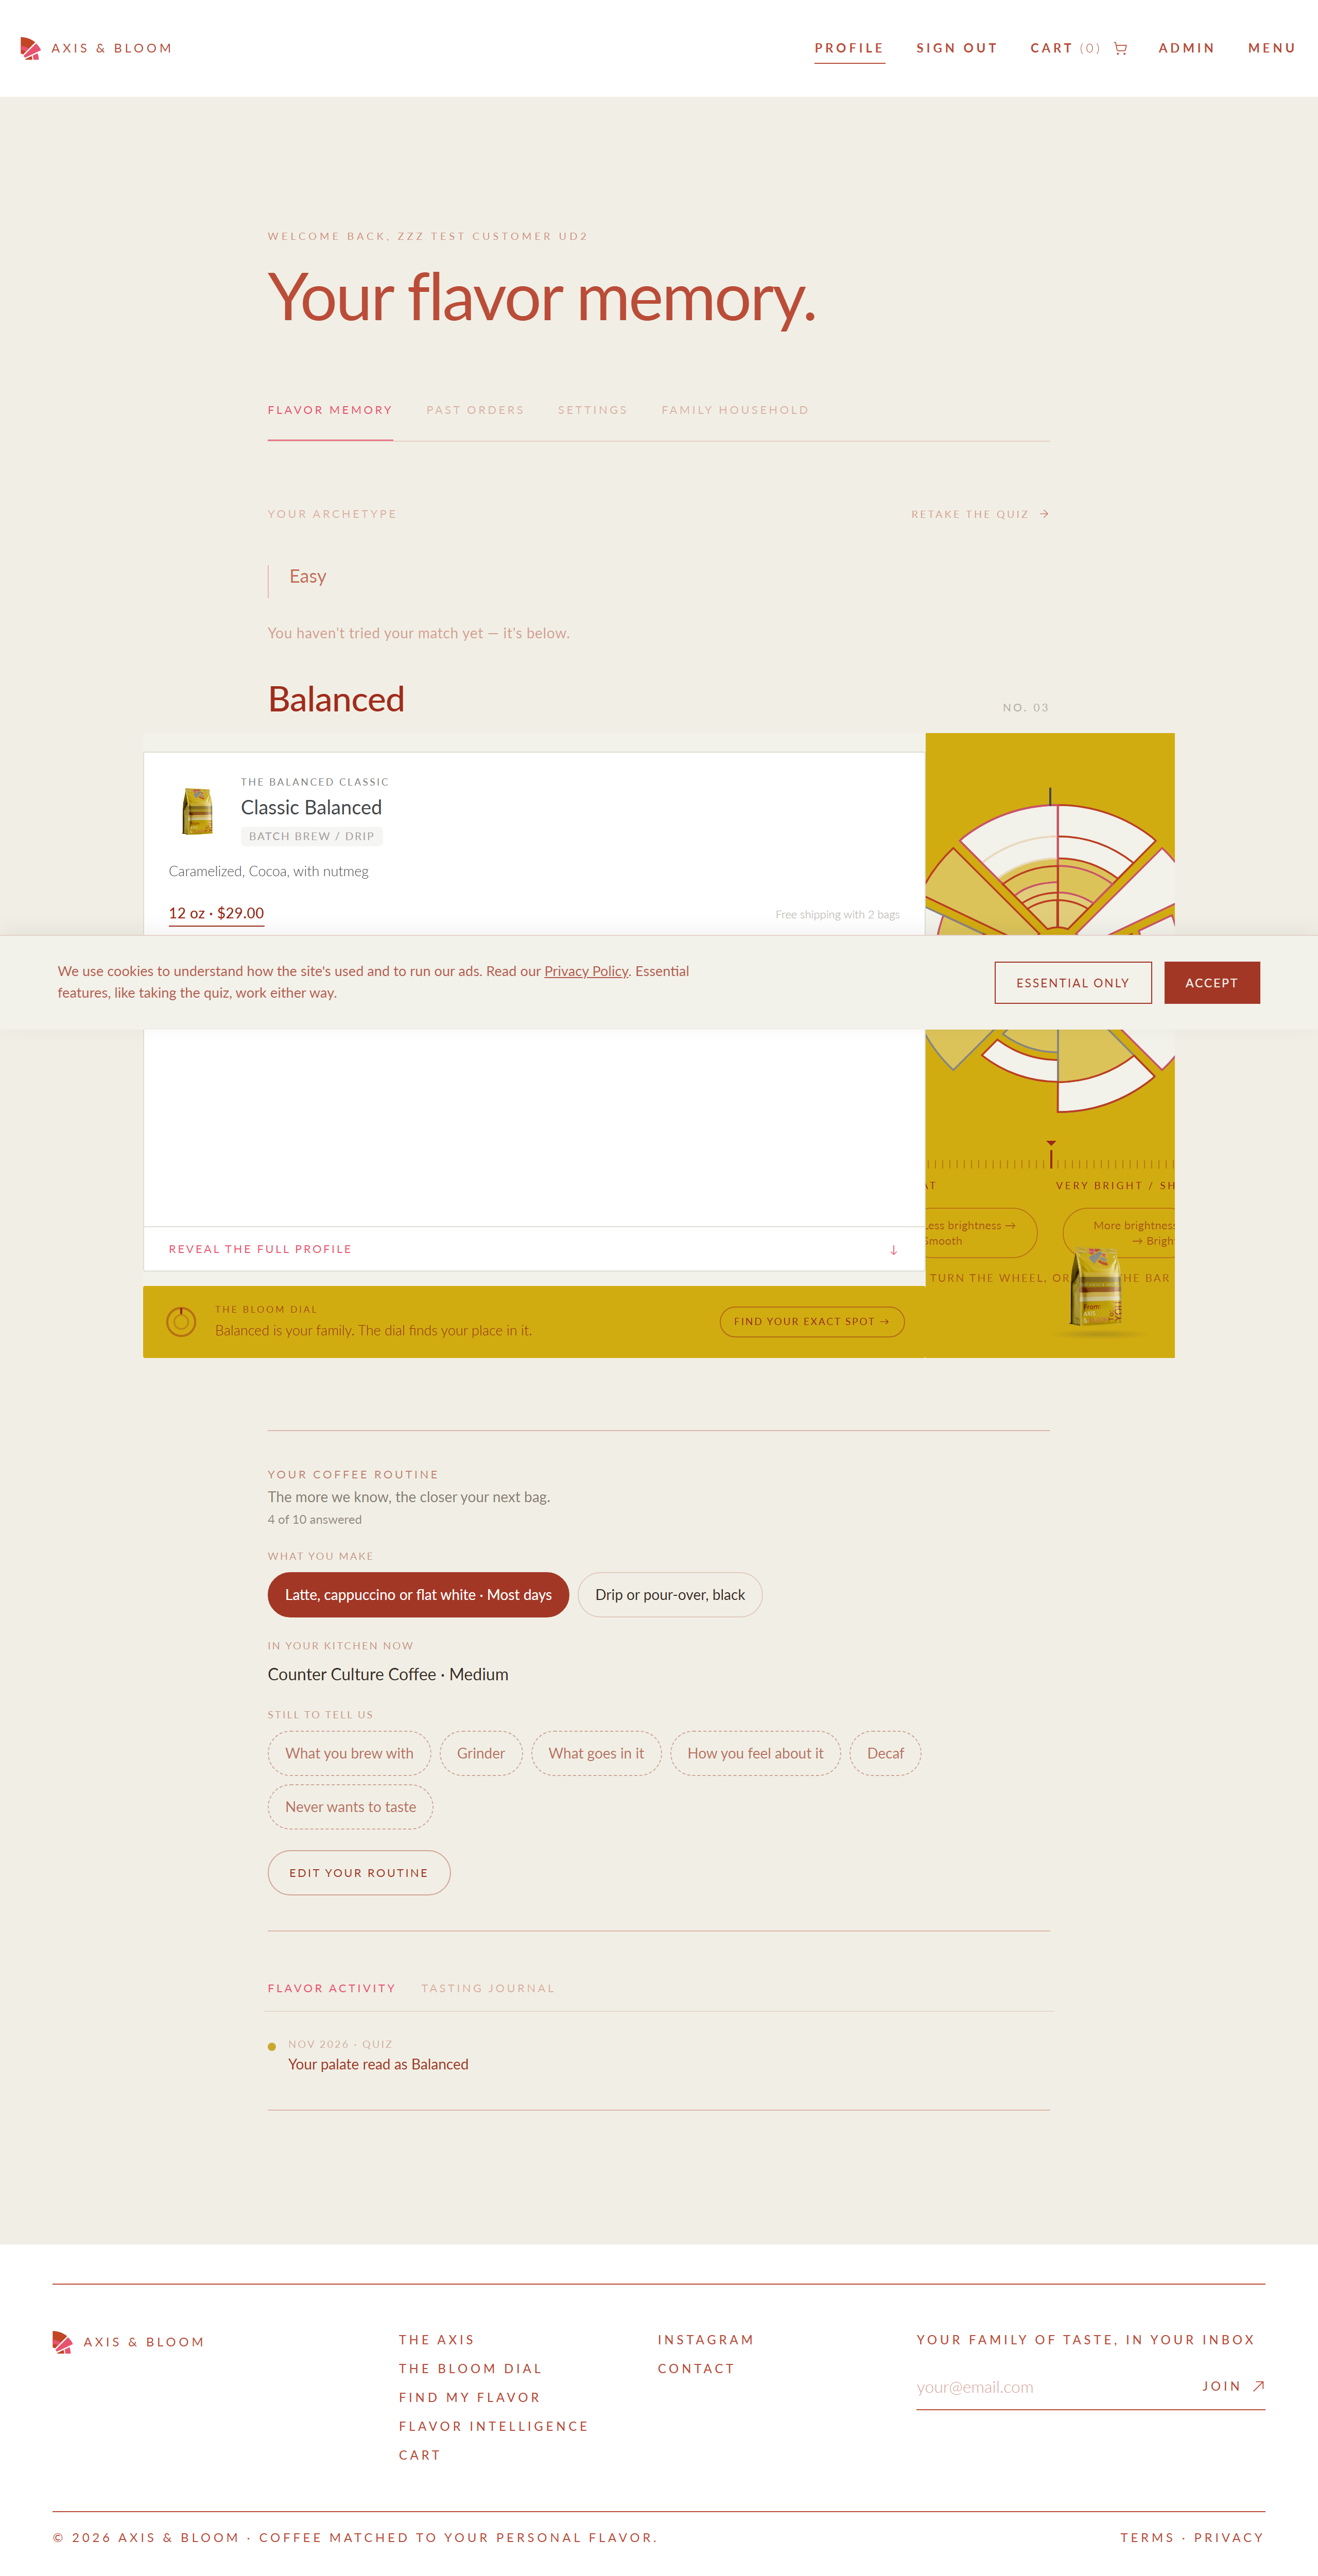 AXIS & BLOOM
PROFILE
SIGN OUT
CART (0)
ADMIN
MENU
WELCOME BACK, ZZZ TEST CUSTOMER UD2
Your flavor memory.
FLAVOR MEMORY
PAST ORDERS
SETTINGS
FAMILY HOUSEHOLD
YOUR ARCHETYPE
RETAKE THE QUIZ →
Easy
You haven't tried your match yet — it's below.
Balanced
NO. 03
THE BALANCED CLASSIC
Classic Balanced
BATCH BREW / DRIP
Caramelized, Cocoa, with nutmeg
12 oz · $29.00
Free shipping with 2 bags
We use cookies to understand how the site's used and to run our ads. Read our Privacy Policy. Essential
features, like taking the quiz, work either way.
ESSENTIAL ONLY
ACCEPT
VERY BRIGHT / SH
Less brightness →
Smooth
More brightness
→ Brigh
TURN THE WHEEL, OR
HE BAR
REVEAL THE FULL PROFILE ↓
THE BLOOM DIAL
Balanced is your family. The dial finds your place in it.
FIND YOUR EXACT SPOT →
YOUR COFFEE ROUTINE
The more we know, the closer your next bag.
4 of 10 answered
WHAT YOU MAKE
Latte, cappuccino or flat white · Most days
Drip or pour-over, black
IN YOUR KITCHEN NOW
Counter Culture Coffee · Medium
STILL TO TELL US
What you brew with
Grinder
What goes in it
How you feel about it
Decaf
Never wants to taste
EDIT YOUR ROUTINE
FLAVOR ACTIVITY
TASTING JOURNAL
NOV 2026 · QUIZ
Your palate read as Balanced
AXIS & BLOOM
THE AXIS
THE BLOOM DIAL
FIND MY FLAVOR
FLAVOR INTELLIGENCE
CART
INSTAGRAM
CONTACT
YOUR FAMILY OF TASTE, IN YOUR INBOX
your@email.com
JOIN
© 2026 AXIS & BLOOM · COFFEE MATCHED TO YOUR PERSONAL FLAVOR.
TERMS · PRIVACY